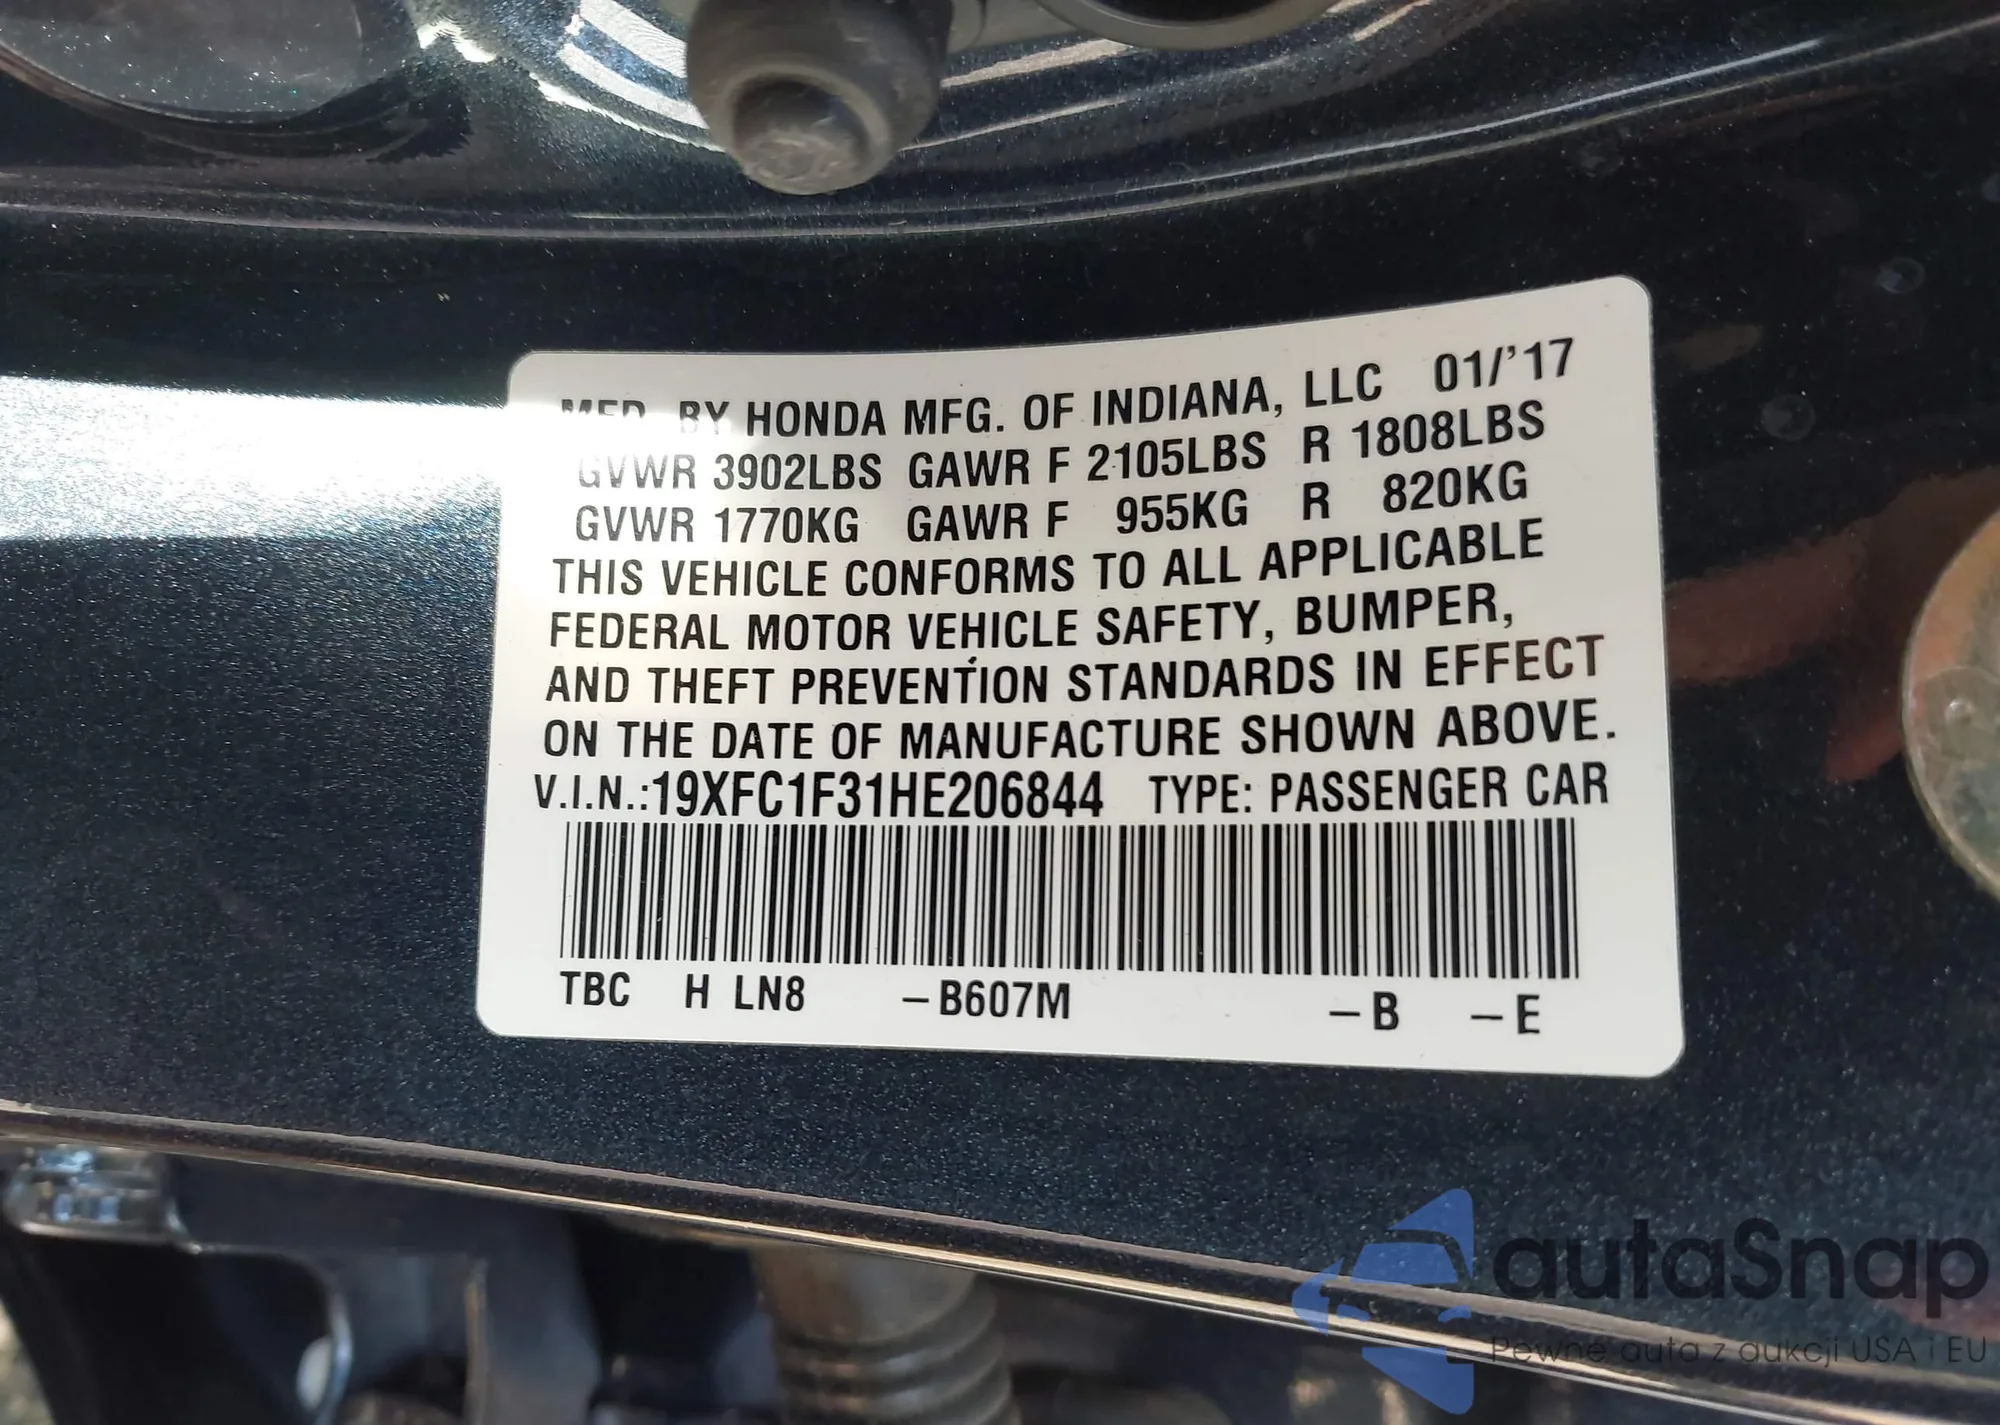 MFD. BY HONDA MFG. OF INDIANA, LLC 01/'17
GVWR 3902LBS GAWR F 2105LBS R 1808LBS
GVWR 1770KG GAWR F 955KG R 820KG
THIS VEHICLE CONFORMS TO ALL APPLICABLE
FEDERAL MOTOR VEHICLE SAFETY, BUMPER,
AND THEFT PREVENTION STANDARDS IN EFFECT
ON THE DATE OF MANUFACTURE SHOWN ABOVE.
V.I.N.:19XFC1F31HE206844 TYPE: PASSENGER CAR
TBC H LN8 –B607M –B –E
autaSnap
Pewne auta z aukcji USA i EU